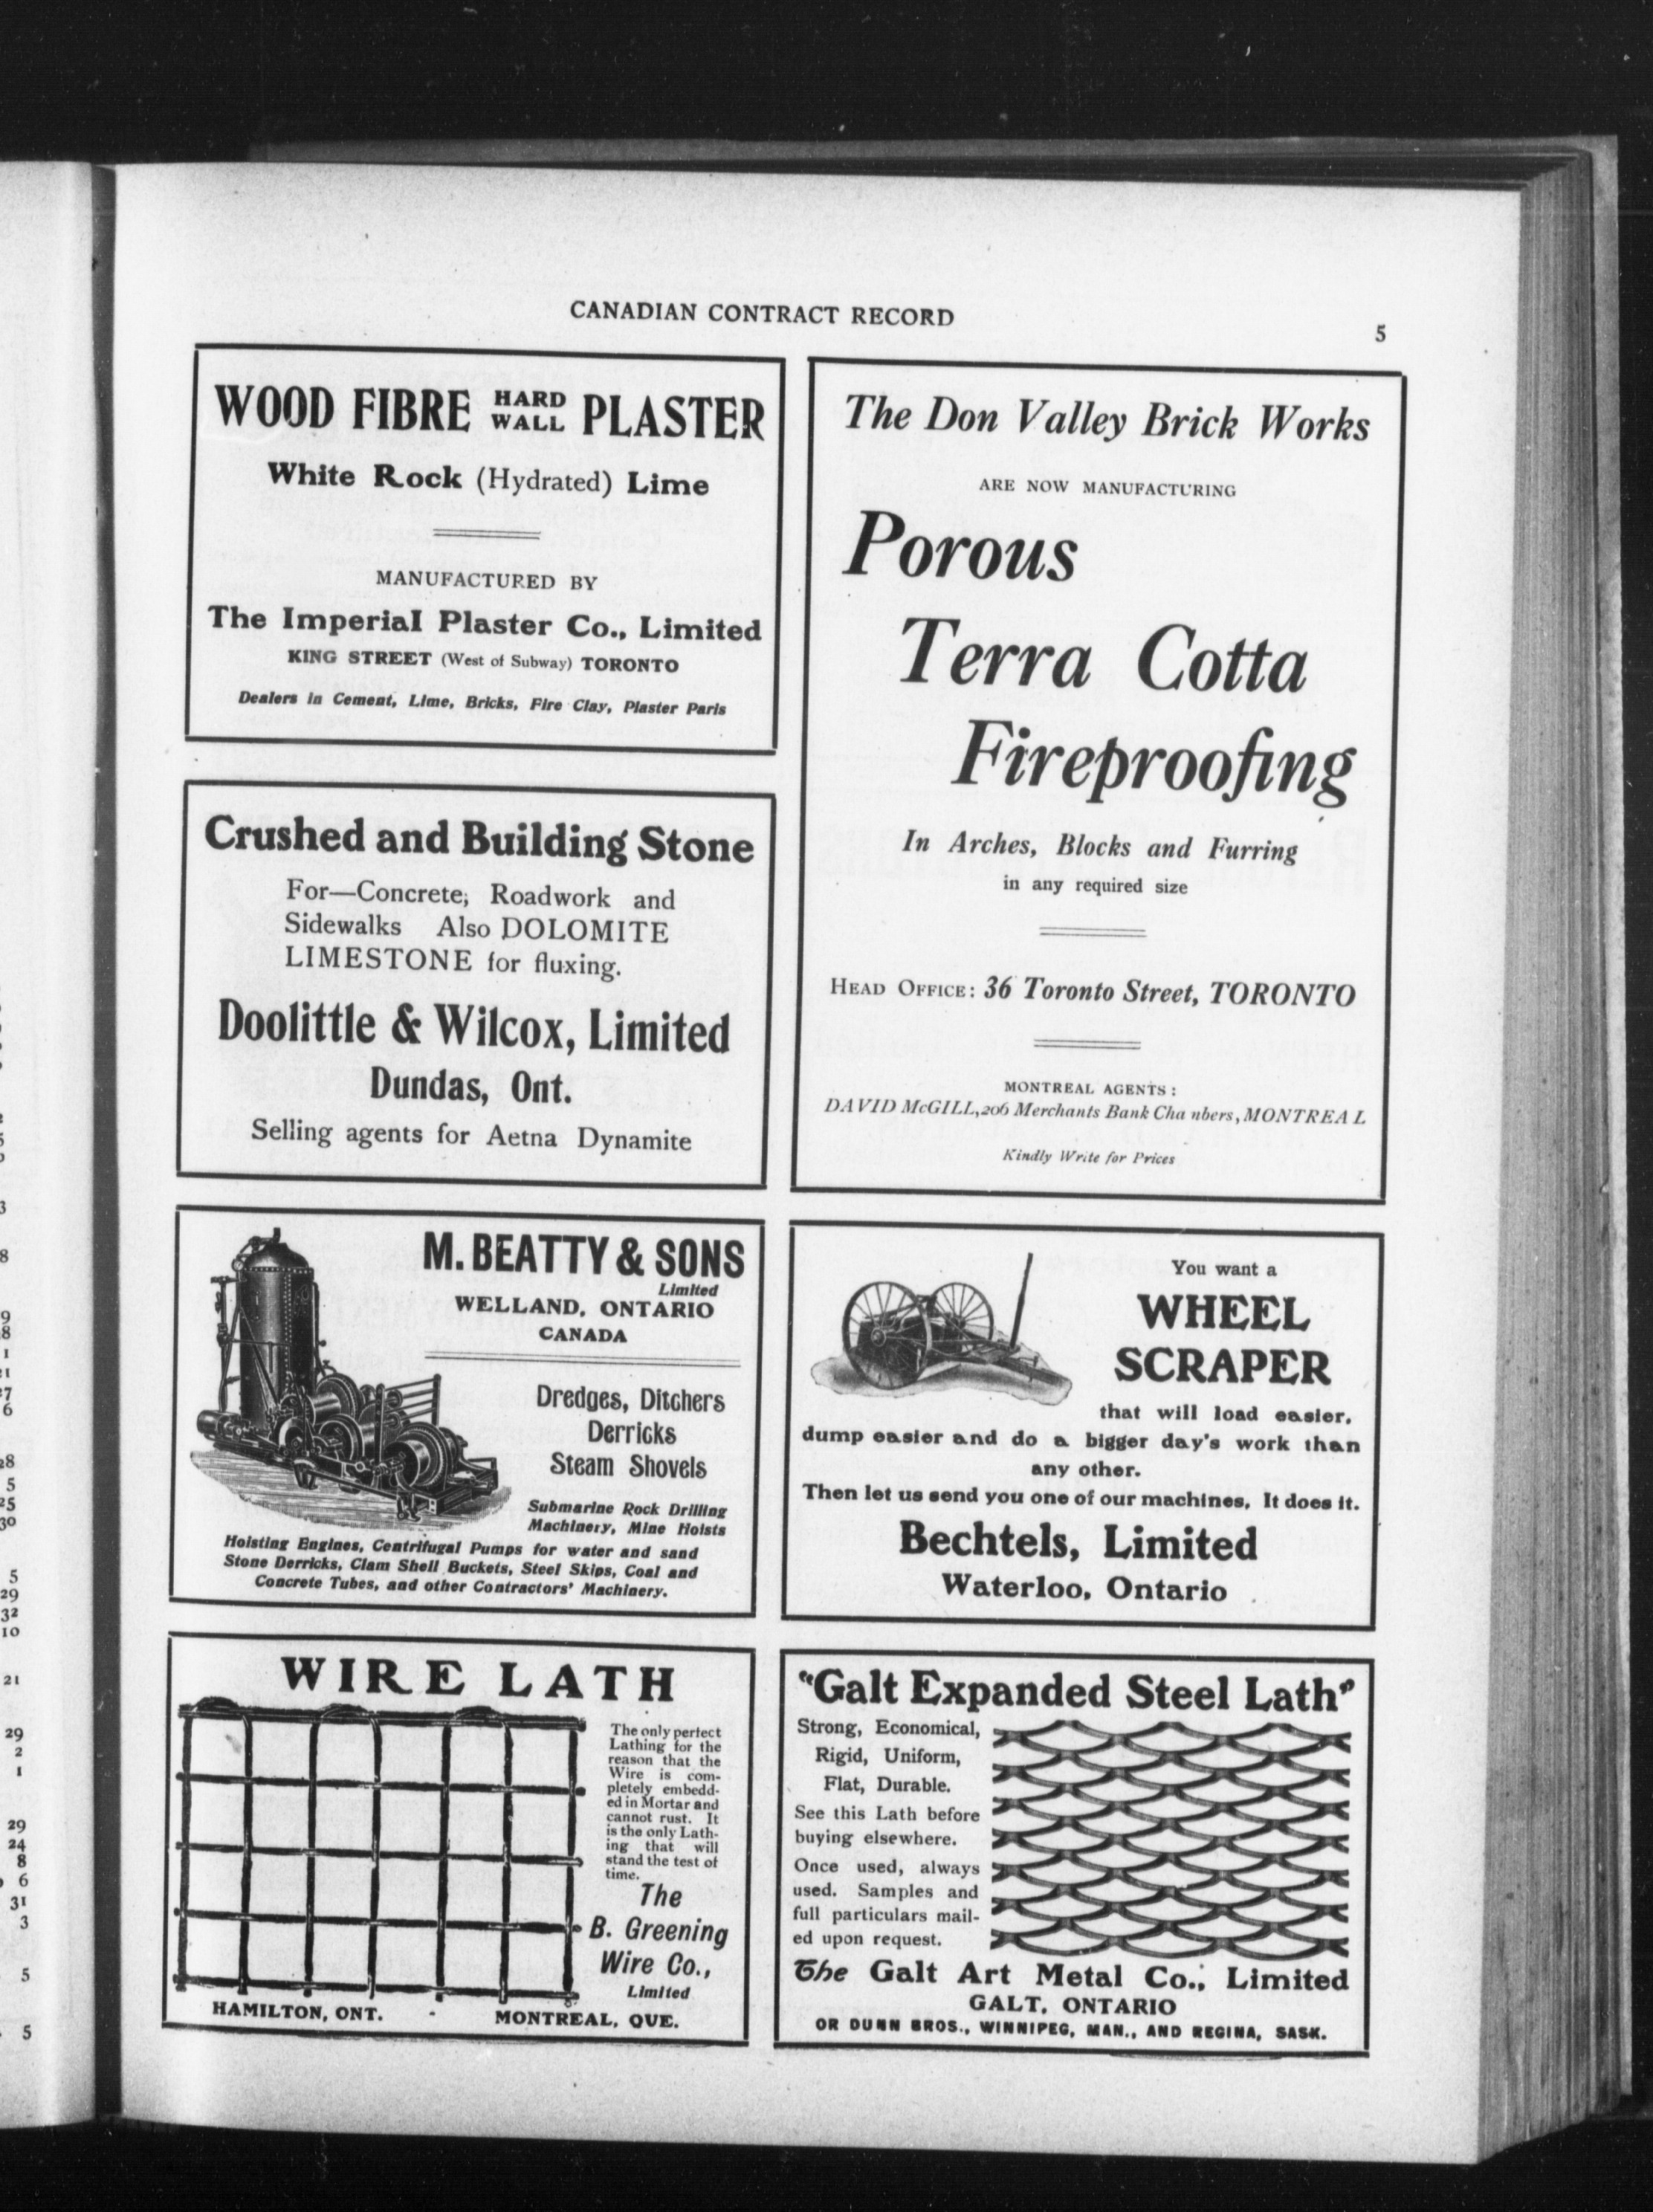 CANADIAN CONTRACT RECORD
5
WOOD FIBRE HARD WALL PLASTER
White Rock (Hydrated) Lime
MANUFACTURED BY
The Imperial Plaster Co., Limited
KING STREET (West of Subway) TORONTO
Dealers in Cement, Lime, Bricks, Fire Clay, Plaster Paris
Crushed and Building Stone
For—Concrete, Roadwork and
Sidewalks Also DOLOMITE
LIMESTONE for fluxing.
Doolittle & Wilcox, Limited
Dundas, Ont.
Selling agents for Aetna Dynamite
The Don Valley Brick Works
ARE NOW MANUFACTURING
Porous
Terra Cotta
Fireproofing
In Arches, Blocks and Furring
in any required size
HEAD OFFICE: 36 Toronto Street, TORONTO
MONTREAL AGENTS:
DAVID McGILL, 206 Merchants Bank Cha nbers, MONTREAL
Kindly Write for Prices
M. BEATTY & SONS
Limited
WELLAND, ONTARIO
CANADA
Dredges, Ditchers
Derricks
Steam Shovels
Submarine Rock Drilling
Machinery, Mine Hoists
Hoisting Engines, Centrifugal Pumps for water and sand
Stone Derricks, Clam Shell Buckets, Steel Skips, Coal and
Concrete Tubes, and other Contractors' Machinery.
You want a
WHEEL
SCRAPER
that will load easier,
dump easier and do a bigger day's work than
any other.
Then let us send you one of our machines. It does it.
Bechtels, Limited
Waterloo, Ontario
WIRE LATH
The only perfect
Lathing for the
reason that the
Wire is com-
pletely embedd-
ed in Mortar and
cannot rust. It
is the only Lath-
ing that will
stand the test of
time.
The
B. Greening
Wire Co.,
Limited
HAMILTON, ONT. - MONTREAL, QUE.
"Galt Expanded Steel Lath"
Strong, Economical,
Rigid, Uniform,
Flat, Durable.
See this Lath before
buying elsewhere.
Once used, always
used. Samples and
full particulars mail-
ed upon request.
The Galt Art Metal Co., Limited
GALT, ONTARIO
OR DUNN BROS., WINNIPEG, MAN., AND REGINA, SASK.